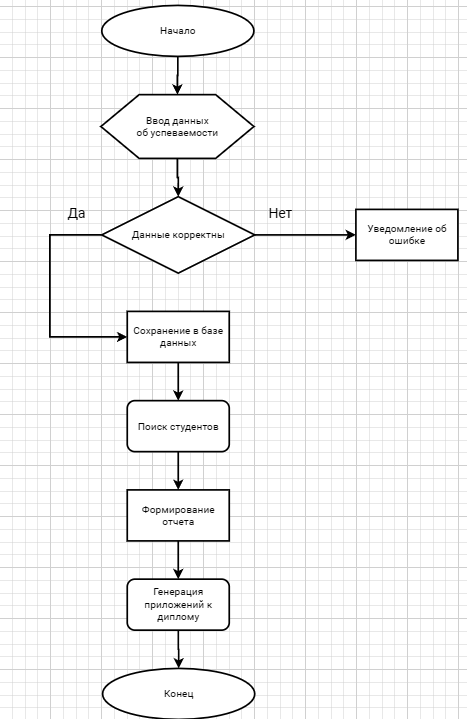 Начало
Ввод данных
об успеваемости
Да
Нет
Данные корректны
Уведомление об
ошибке
Сохранение в базе
данных
Поиск студентов
Формирование
отчета
Генерация
приложений к
диплому
Конец